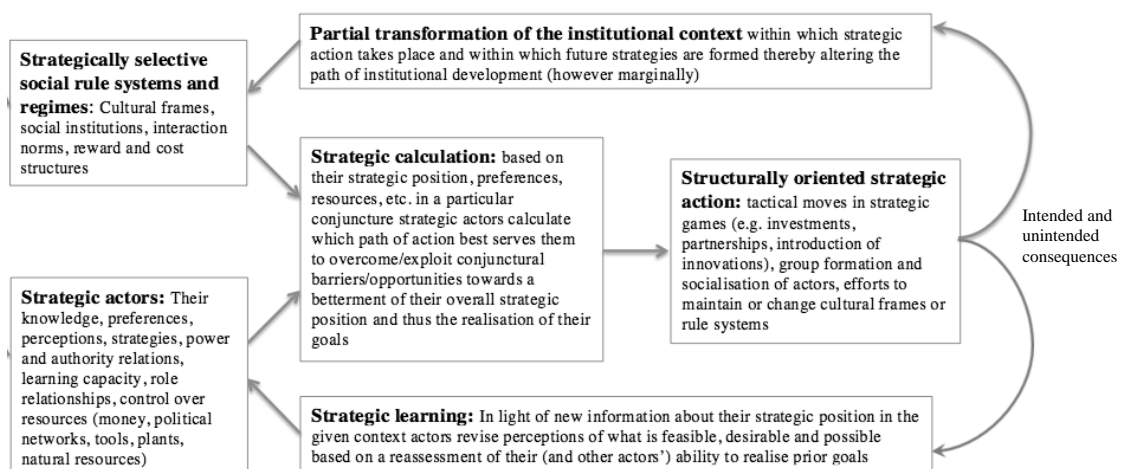 Partial transformation of the institutional context within which strategic
action takes place and within which future strategies are formed thereby altering the
path of institutional development (however marginally)
Strategically selective
social rule systems and
regimes: Cultural frames,
social institutions, interaction
norms, reward and cost
structures
Strategic calculation: based on
their strategic position, preferences,
resources, etc. in a particular
conjuncture strategic actors calculate
which path of action best serves them
to overcome/exploit conjunctural
barriers/opportunities towards a
betterment of their overall strategic
position and thus the realisation of their
goals
Structurally oriented strategic
action: tactical moves in strategic
games (e.g. investments,
partnerships, introduction of
innovations), group formation and
socialisation of actors, efforts to
maintain or change cultural frames or
rule systems
Intended and
unintended
consequences
Strategic actors: Their
knowledge, preferences,
perceptions, strategies, power
and authority relations,
learning capacity, role
relationships, control over
resources (money, political
networks, tools, plants,
natural resources)
Strategic learning: In light of new information about their strategic position in the
given context actors revise perceptions of what is feasible, desirable and possible
based on a reassessment of their (and other actors') ability to realise prior goals